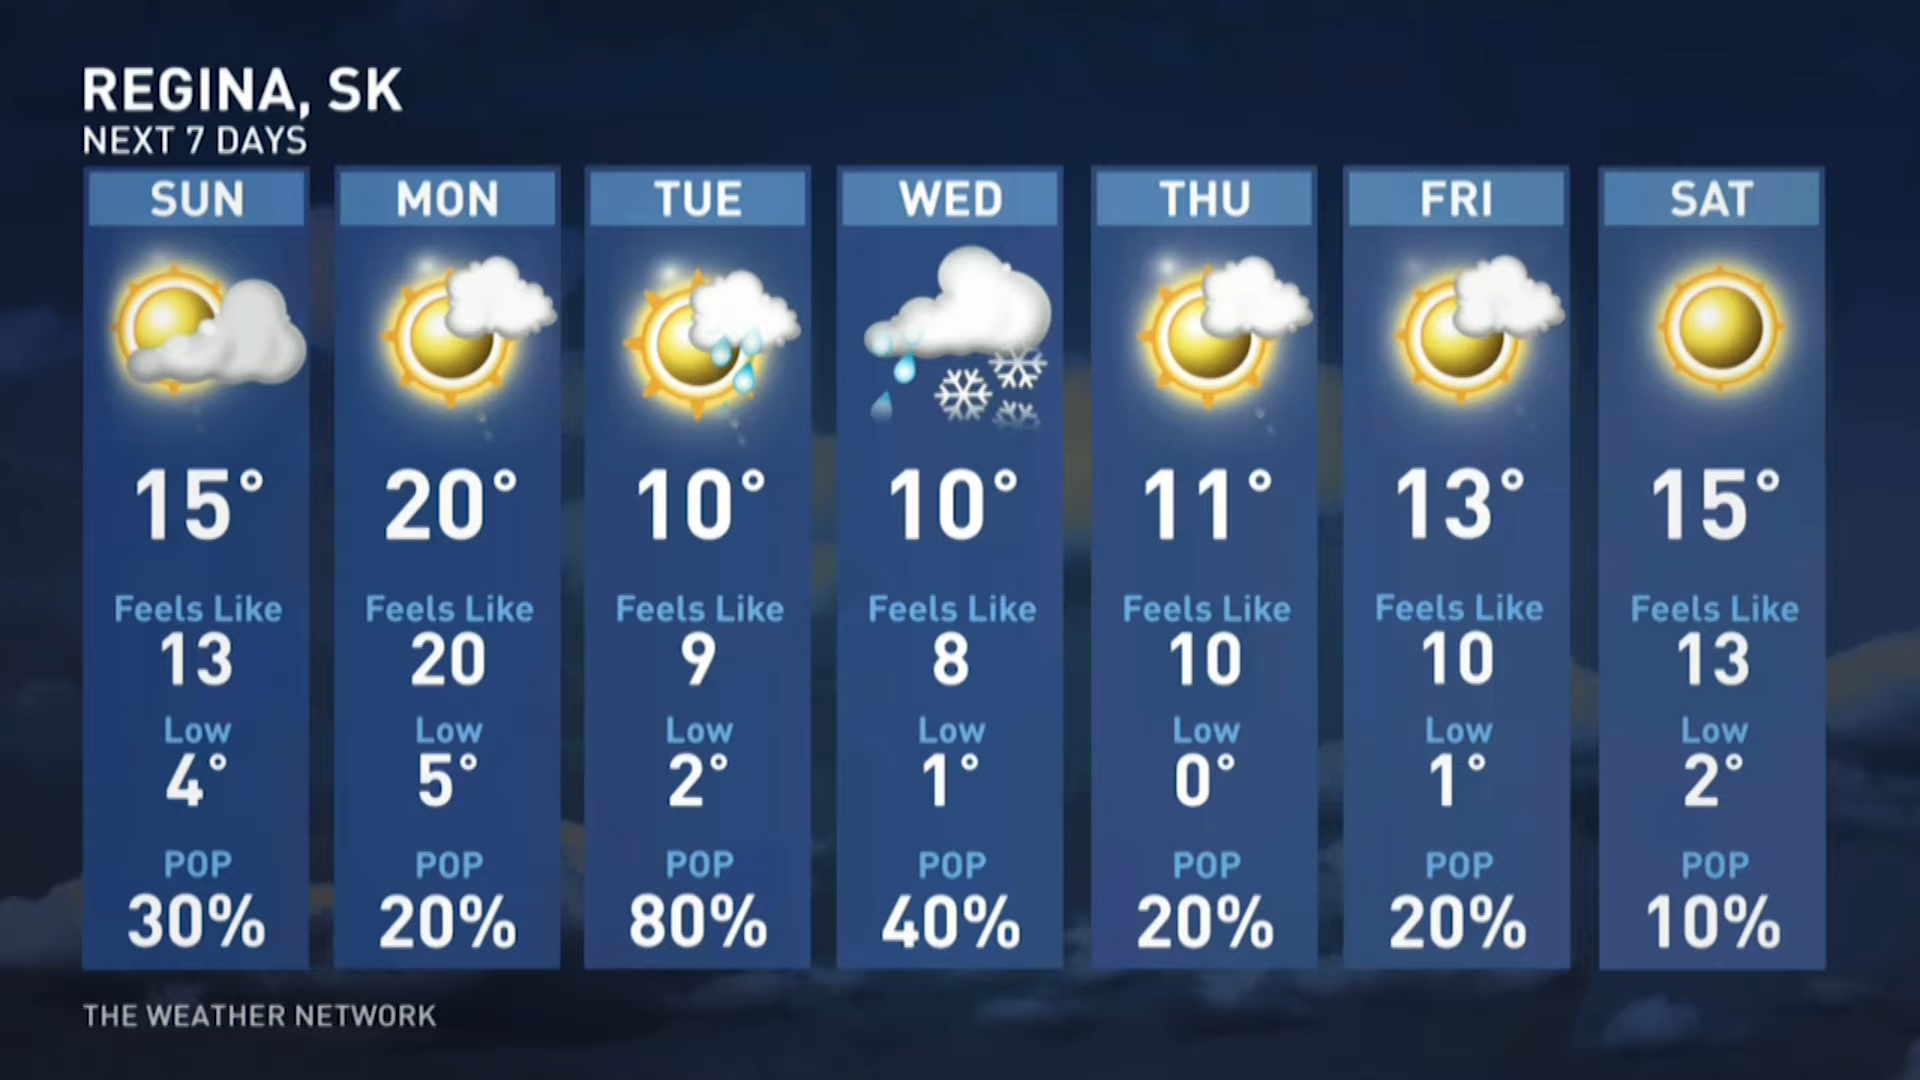 REGINA, SK
NEXT 7 DAYS
SUN MON TUE WED THU FRI SAT
15° 20° 10° 10° 11° 13° 15°
Feels Like Feels Like Feels Like Feels Like Feels Like Feels Like Feels Like
13 20 9 8 10 10 13
Low Low Low Low Low Low Low
4° 5° 2° 1° 0° 1° 2°
POP POP POP POP POP POP POP
30% 20% 80% 40% 20% 20% 10%
THE WEATHER NETWORK